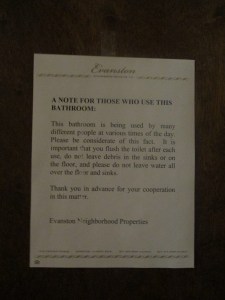 Evanston
A NOTE FOR THOSE WHO USE THIS
BATHROOM:
This bathroom is being used by many
different people at various times of the day.
Please be considerate of this fact. It is
important that you flush the toilet after each
use, do not leave debris in the sinks or on
the floor, and please do not leave water all
over the floor and sinks.
Thank you in advance for your cooperation
in this matter.
Evanston Neighborhood Properties